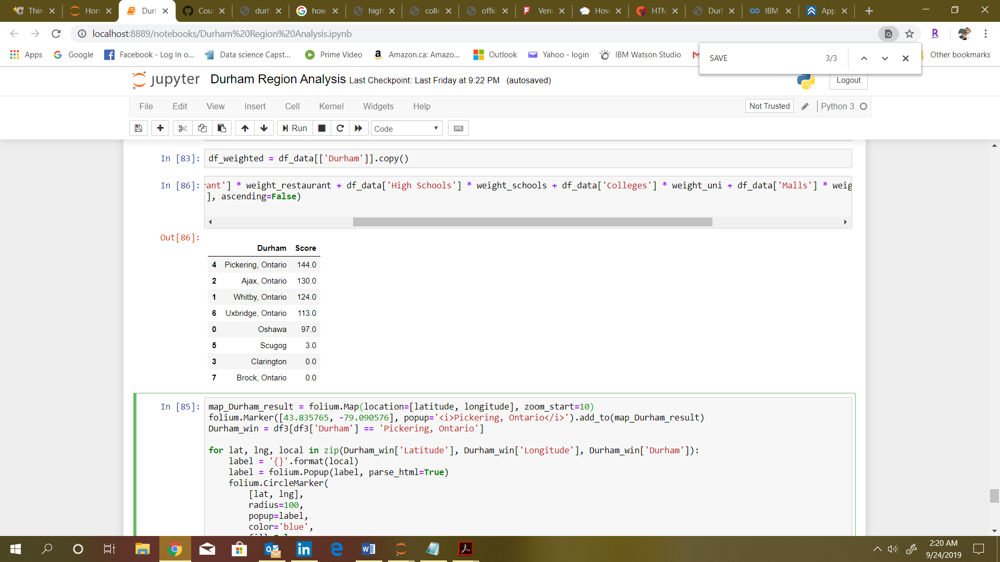 Thin
Hon
Durh
Cou
durh
how
high
colle
offic
Ven
How
HTM
Durh
IBM
App
localhost:8889/notebooks/Durham%20Region%20Analysis.ipynb
Apps
Google
Facebook - Log In o...
Data science Capst...
Prime Video
Amazon.ca: Amazo...
Outlook
Yahoo - login
IBM Watson Studio
Other bookmarks
SAVE 3/3
jupyter Durham Region Analysis Last Checkpoint: Last Friday at 9:22 PM (autosaved)
Logout
File Edit View Insert Cell Kernel Widgets Help
Not Trusted
Python 3
Run
Code
In [83]: df_weighted = df_data[['Durham']].copy()
In [86]: ant'] * weight_restaurant + df_data['High Schools'] * weight_schools + df_data['Colleges'] * weight_uni + df_data['Malls'] * weig
], ascending=False)
Out[86]:
Durham Score
4 Pickering, Ontario 144.0
2 Ajax, Ontario 130.0
1 Whitby, Ontario 124.0
6 Uxbridge, Ontario 113.0
0 Oshawa 97.0
5 Scugog 3.0
3 Clarington 0.0
7 Brock, Ontario 0.0
In [85]: map_Durham_result = folium.Map(location=[latitude, longitude], zoom_start=10)
folium.Marker([43.835765, -79.090576], popup='<i>Pickering, Ontario</i>').add_to(map_Durham_result)
Durham_win = df3[df3['Durham'] == 'Pickering, Ontario']
for lat, lng, local in zip(Durham_win['Latitude'], Durham_win['Longitude'], Durham_win['Durham']):
label = '{}'.format(local)
label = folium.Popup(label, parse_html=True)
folium.CircleMarker(
[lat, lng],
radius=100,
popup=label,
color='blue',
2:20 AM
9/24/2019